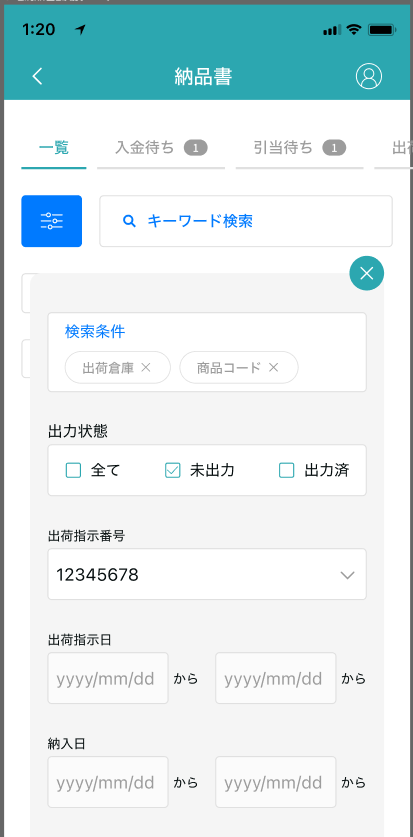 1:20
納品書
一覧 入金待ち 1 引当待ち 1 出荷
キーワード検索
検索条件
出荷倉庫 商品コード
出力状態
全て 未出力 出力済
出荷指示番号
12345678
出荷指示日
yyyy/mm/dd から yyyy/mm/dd から
納入日
yyyy/mm/dd から yyyy/mm/dd から